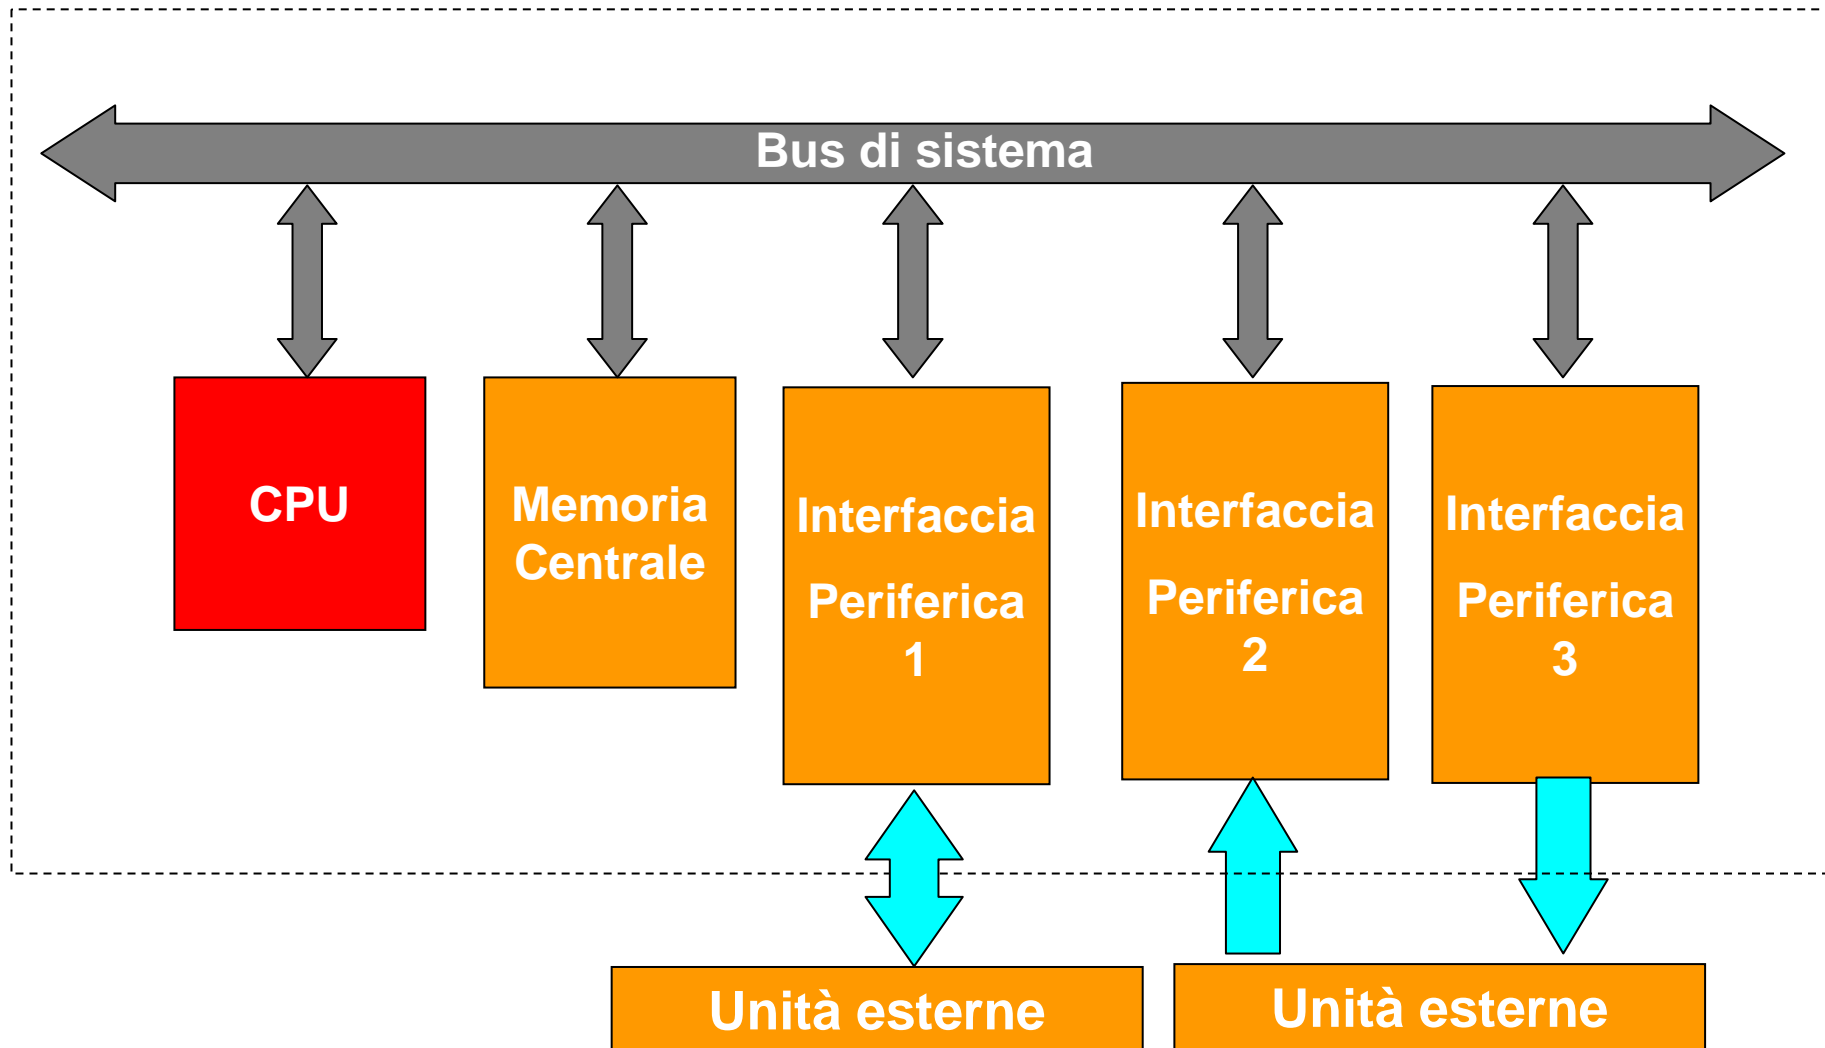 Bus di sistema
CPU
Memoria
Centrale
Interfaccia
Periferica
1
Interfaccia
Periferica
2
Interfaccia
Periferica
3
Unità esterne
Unità esterne